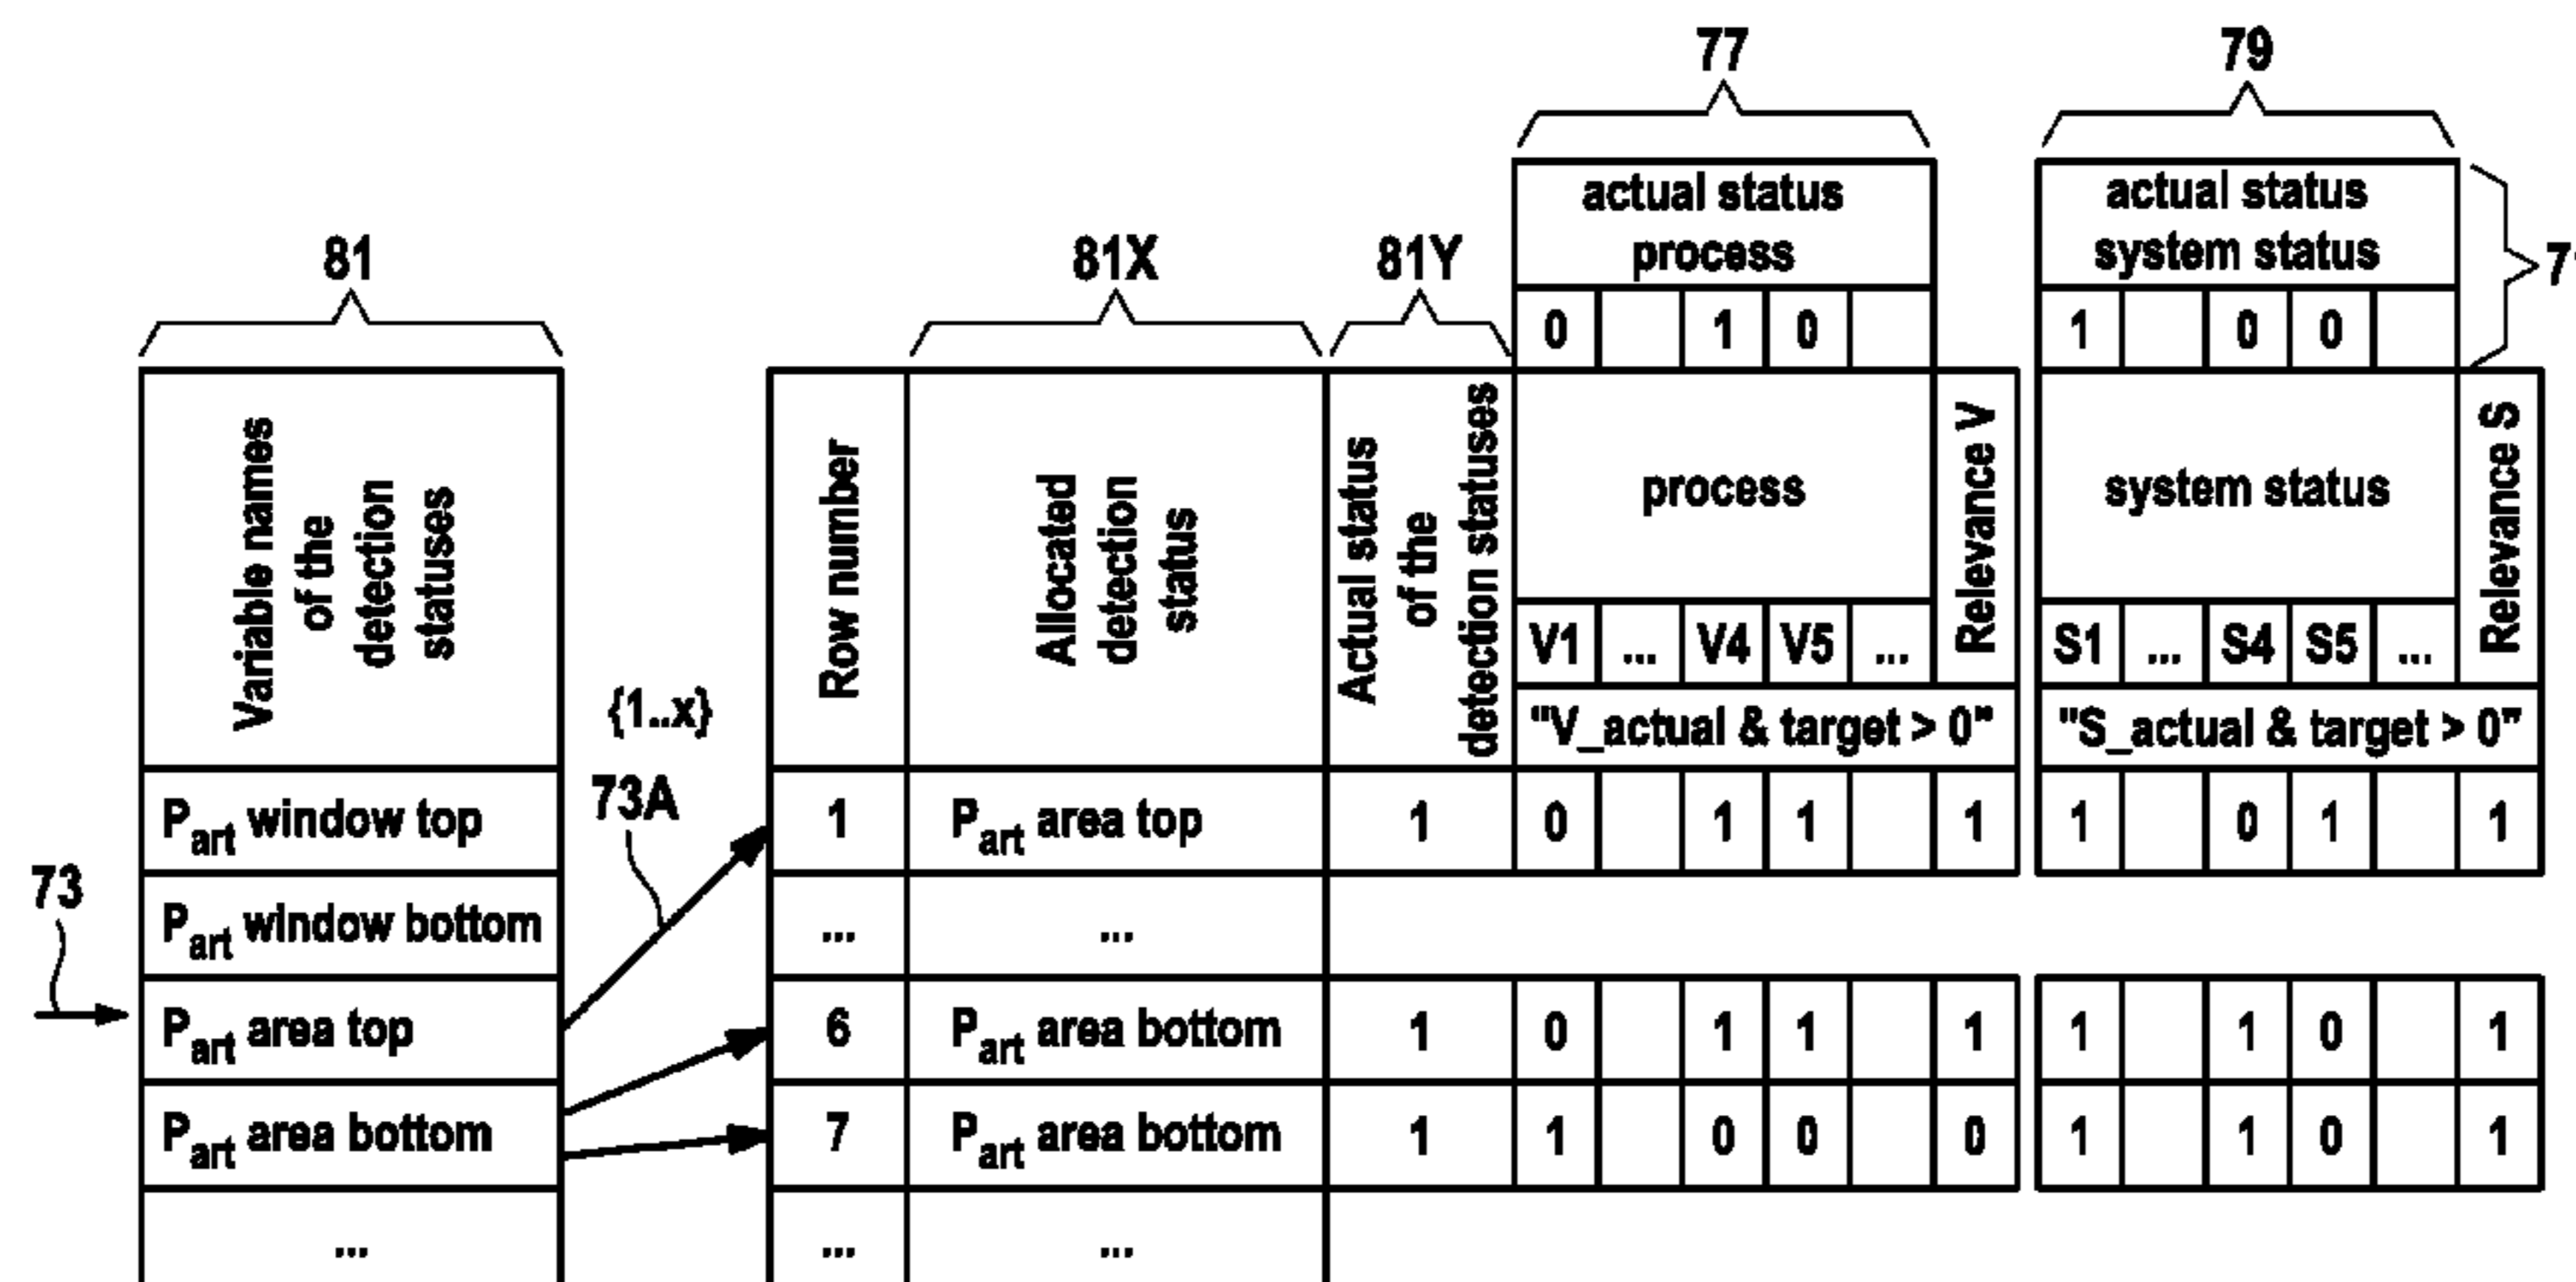 77 79
actual status process
actual status system status
81 81X 81Y
0 1 0
1 0 0
Variable names of the detection statuses
Row number
Allocated detection status
Actual status of the detection statuses
process
Relevance V
system status
Relevance S
V1 ... V4 V5 ...
S1 ... S4 S5 ...
{1..x}
"V_actual & target > 0"
"S_actual & target > 0"
73A
Part window top
1 Part area top 1 0 1 1 1 1 0 1 1
73
Part window bottom
... ...
Part area top
6 Part area bottom 1 0 1 1 1 1 1 0 1
Part area bottom
7 Part area bottom 1 1 0 0 0 1 1 0 1
... ... ...